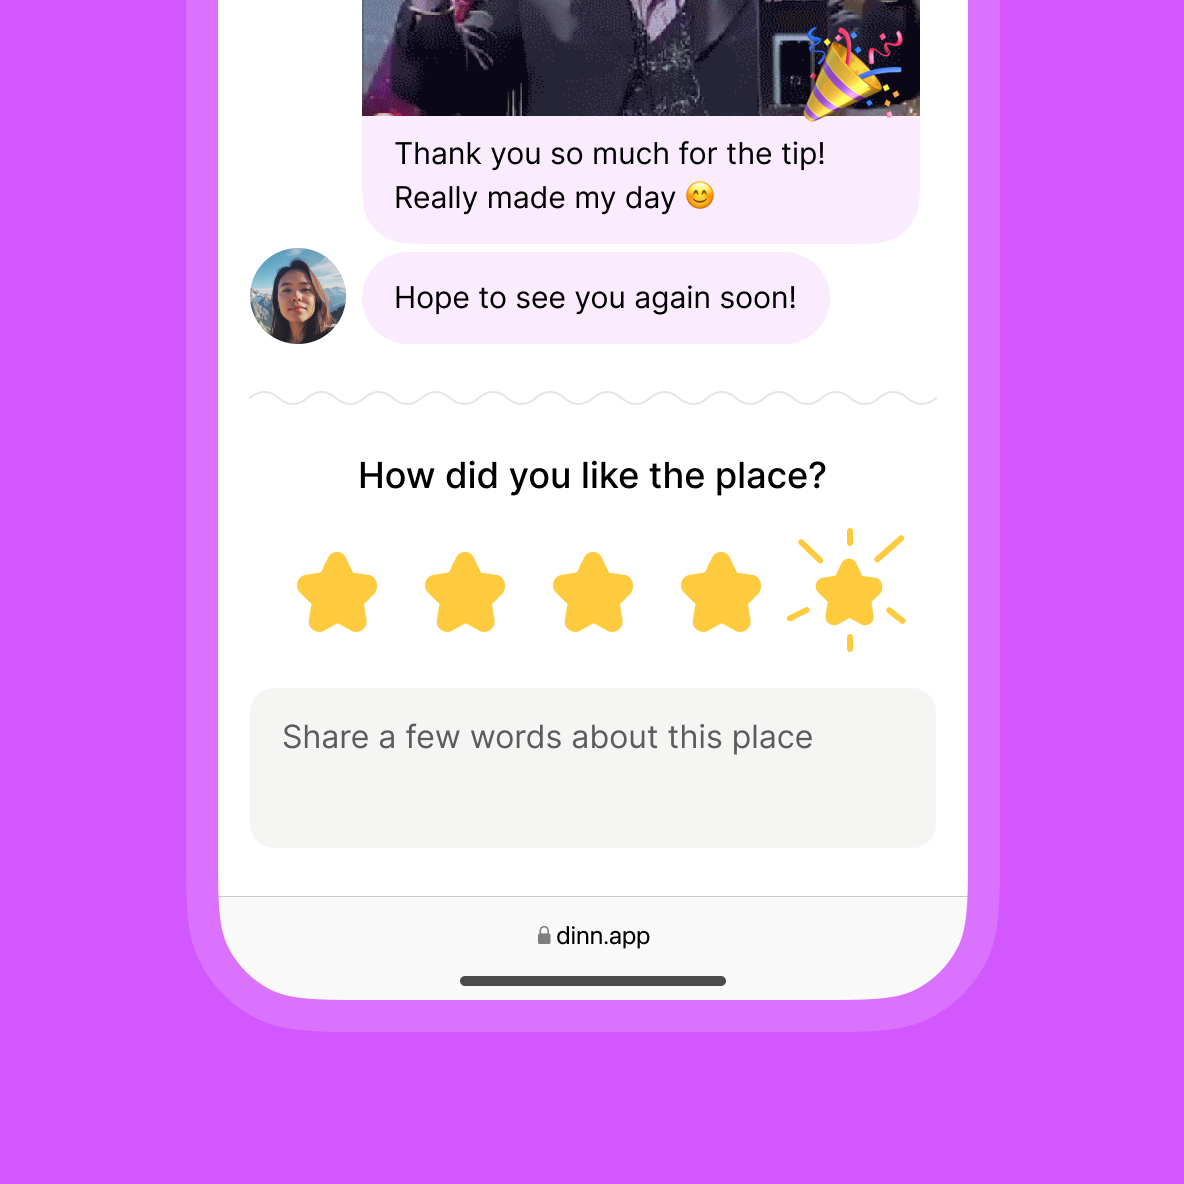 Thank you so much for the tip!
Really made my day 😊
Hope to see you again soon!
How did you like the place?
Share a few words about this place
dinn.app